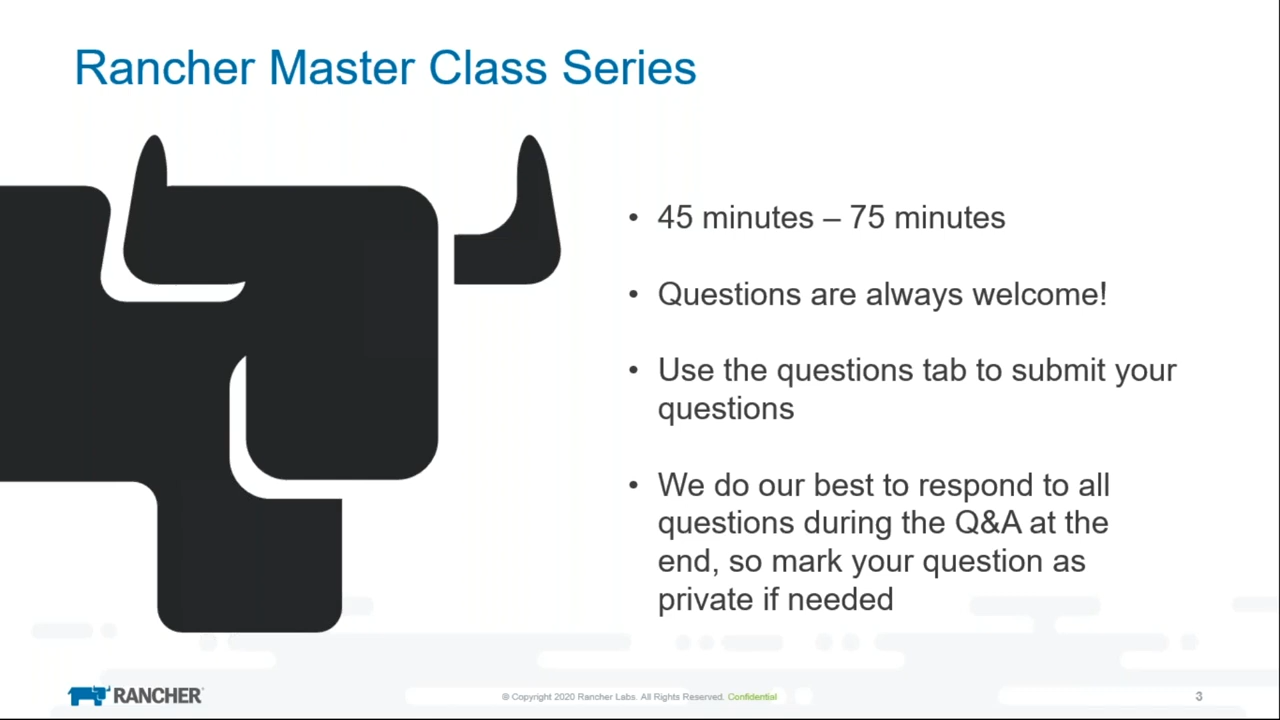 Rancher Master Class Series
• 45 minutes – 75 minutes
• Questions are always welcome!
• Use the questions tab to submit your
questions
• We do our best to respond to all
questions during the Q&A at the
end, so mark your question as
private if needed
RANCHER®
© Copyright 2020 Rancher Labs. All Rights Reserved. Confidential
3